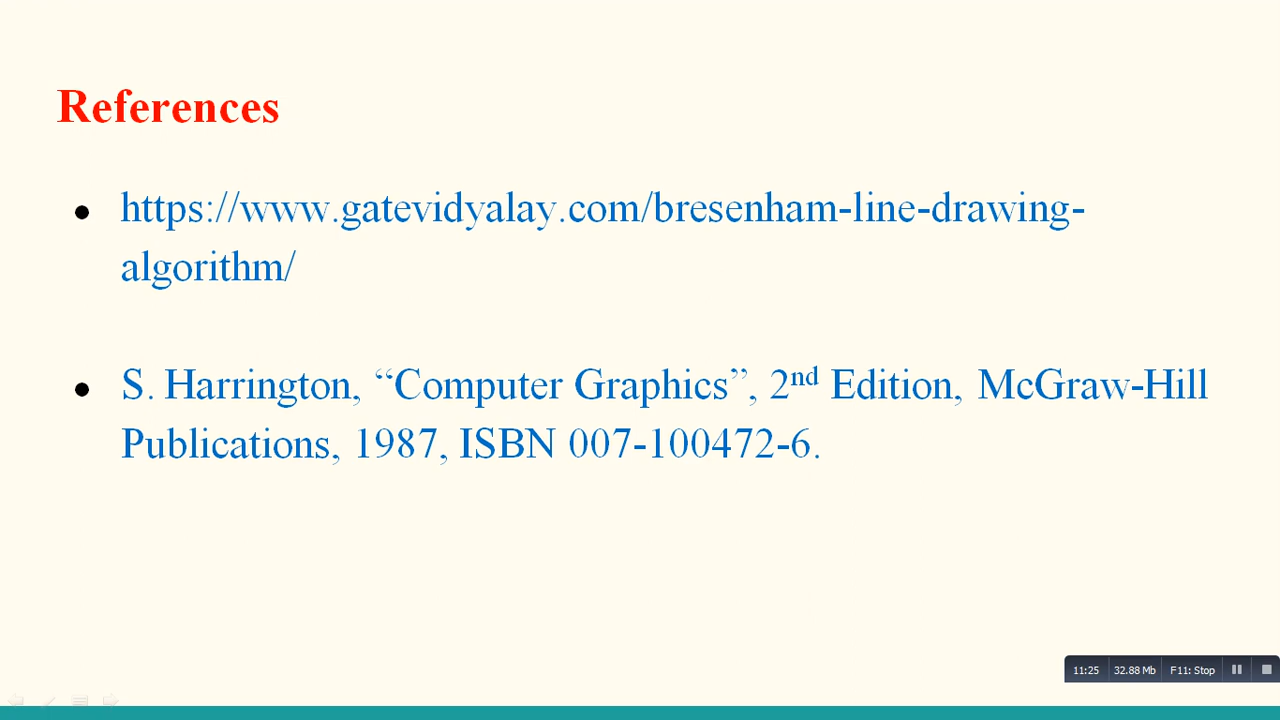 References
● https://www.gatevidyalay.com/bresenham-line-drawing-
algorithm/
● S. Harrington, “Computer Graphics”, 2nd Edition, McGraw-Hill
Publications, 1987, ISBN 007-100472-6.
11:25 32.88 Mb F11: Stop